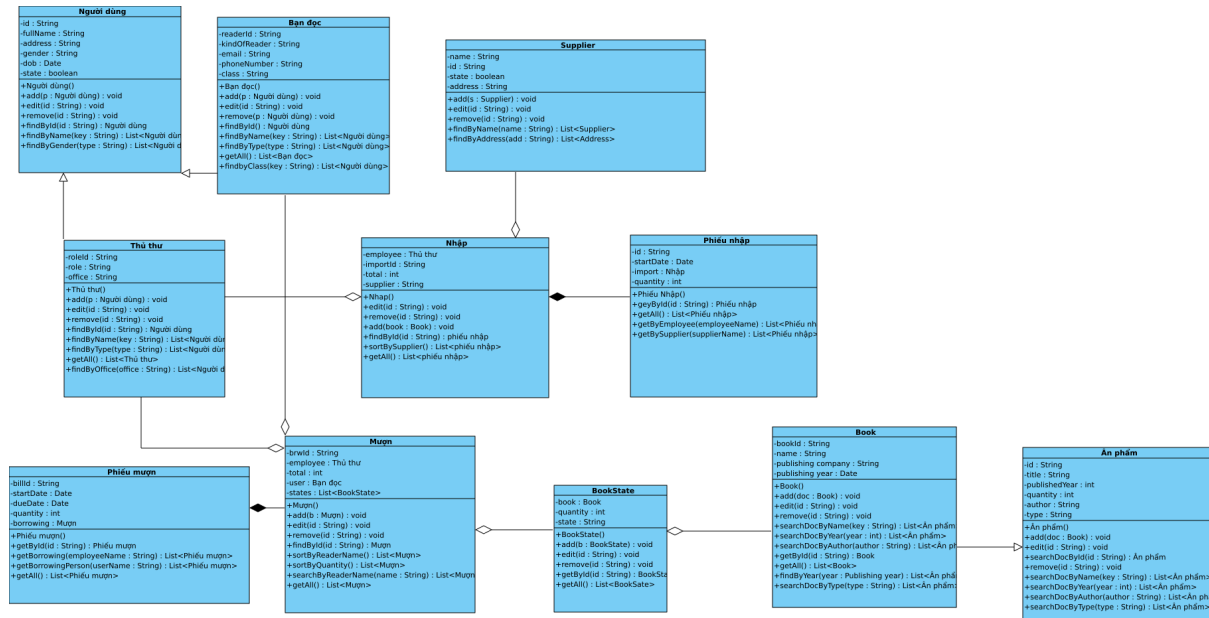 Người dùng
-id : String
-fullName : String
-address : String
-gender : String
-dob : Date
-state : boolean
+Người dùng()
+add(p : Người dùng) : void
+edit(id : String) : void
+remove(id : String) : void
+findById(id : String) : Người dùng
+findByName(key : String) : List<Người dùn
+findByGender(type : String) : List<Người d
Bạn đọc
-readerId : String
-kindOfReader : String
-email : String
-phoneNumber : String
-class : String
+Bạn đọc()
+add(p : Người dùng) : void
+edit(id : String) : void
+remove(p : Người dùng) : void
+findById() : Người dùng
+findByName(key : String) : List<Người dùng>
+findByType(type : String) : List<Người dùng>
+getAll() : List<Bạn đọc>
+findbyClass(key : String) : List<Người dùng>
Supplier
-name : String
-id : String
-state : boolean
-address : String
+add(s : Supplier) : void
+edit(id : String) : void
+remove(id : String) : void
+findByName(name : String) : List<Supplier>
+findByAddress(add : String) : List<Address>
Thủ thư
-roleId : String
-role : String
-office : String
+Thủ thư()
+add(p : Người dùng) : void
+edit(id : String) : void
+remove(id : String) : void
+findById(id : String) : Người dùng
+findByName(key : String) : List<Người dùn
+findByType(type : String) : List<Người dùn
+getAll() : List<Thủ thư>
+findByOffice(office : String) : List<Người d
Nhập
-employee : Thủ thư
-importId : String
-total : int
-supplier : String
+Nhap()
+edit(id : String) : void
+remove(id : String) : void
+add(book : Book) : void
+findById(id : String) : phiếu nhập
+sortBySupplier() : List<phiếu nhập>
+getAll() : List<phiếu nhập>
Phiếu nhập
-id : String
-startDate : Date
-import : Nhập
-quantity : int
+Phiếu Nhập()
+geyById(id : String) : Phiếu nhập
+getAll() : List<Phiếu nhập>
+getByEmployee(employeeName) : List<Phiếu nh
+getBySupplier(supplierName) : List<Phiếu nhập>
Phiếu mượn
-billId : String
-startDate : Date
-dueDate : Date
-quantity : int
-borrowing : Mượn
+Phiếu mượn()
+getById(id : String) : Phiếu mượn
+getBorrowing(employeeName : String) : List<Phiếu mượn>
+getBorrowingPerson(userName : String) : List<Phiếu mượn>
+getAll() : List<Phiếu mượn>
Mượn
-brwId : String
-employee : Thủ thư
-total : int
-user : Bạn đọc
-states : List<BookState>
+Mượn()
+add(b : Mượn) : void
+edit(id : String) : void
+remove(id : String) : void
+findById(id : String) : Mượn
+sortByReaderName() : List<Mượn>
+sortByQuantity() : List<Mượn>
+searchByReaderName(name : String) : List<Mượn
+getAll() : List<Mượn>
BookState
-book : Book
-quantity : int
-state : String
+BookState()
+add(b : BookState) : void
+edit(id : String) : void
+remove(id : String) : void
+getById(id : String) : BookSta
+getAll() : List<BookSate>
Book
-bookId : String
-name : String
-publishing company : String
-publishing year : Date
+Book()
+add(doc : Book) : void
+edit(id : String) : void
+remove(id : String) : void
+searchDocByName(key : String) : List<Ấn phẩm
+searchDocByYear(year : int) : List<Ấn phẩm>
+searchDocByAuthor(author : String) : List<Ấn pł
+getById(id : String) : Book
+getAll() : List<Book>
+findByYear(year : Publishing year) : List<Ấn phẩ
+searchDocByType(type : String) : List<Ấn phẩm>
Ấn phẩm
-id : String
-title : String
-publishedYear : int
-quantity : int
-author : String
-type : String
+Ấn phẩm()
+add(doc : Book) : void
+edit(id : String) : void
+searchDocById(id : String) : Ấn phẩm
+remove(id : String) : void
+searchDocByName(key : String) : List<Ấn phẩm>
+searchDocByYear(year : int) : List<Ấn phẩm>
+searchDocByAuthor(author : String) : List<Ấn ph
+searchDocByType(type : String) : List<Ấn phẩm>